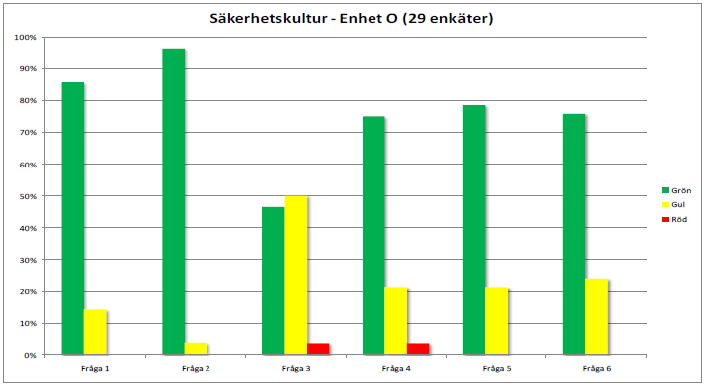 Säkerhetskultur - Enhet O (29 enkäter)
100%
90%
80%
70%
60%
50%
40%
30%
20%
10%
0%
Fråga 1 Fråga 2 Fråga 3 Fråga 4 Fråga 5 Fråga 6
Grön
Gul
Röd